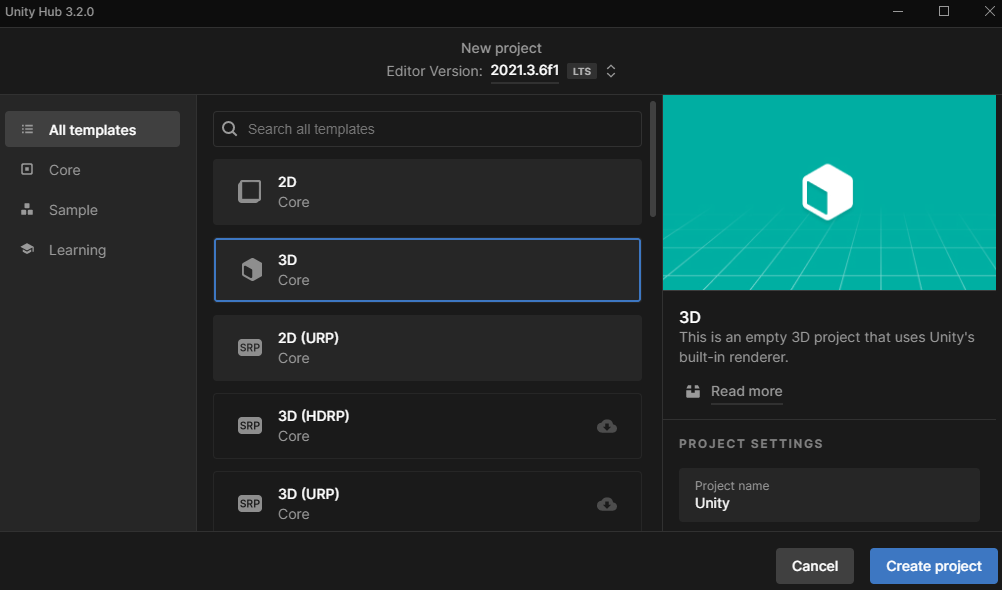 Unity Hub 3.2.0
New project
Editor Version: 2021.3.6f1 LTS
All templates
Core
Sample
Learning
Search all templates
2D
Core
3D
Core
SRP
2D (URP)
Core
SRP
3D (HDRP)
Core
SRP
3D (URP)
Core
3D
This is an empty 3D project that uses Unity's
built-in renderer.
Read more
PROJECT SETTINGS
Project name
Unity
Cancel
Create project